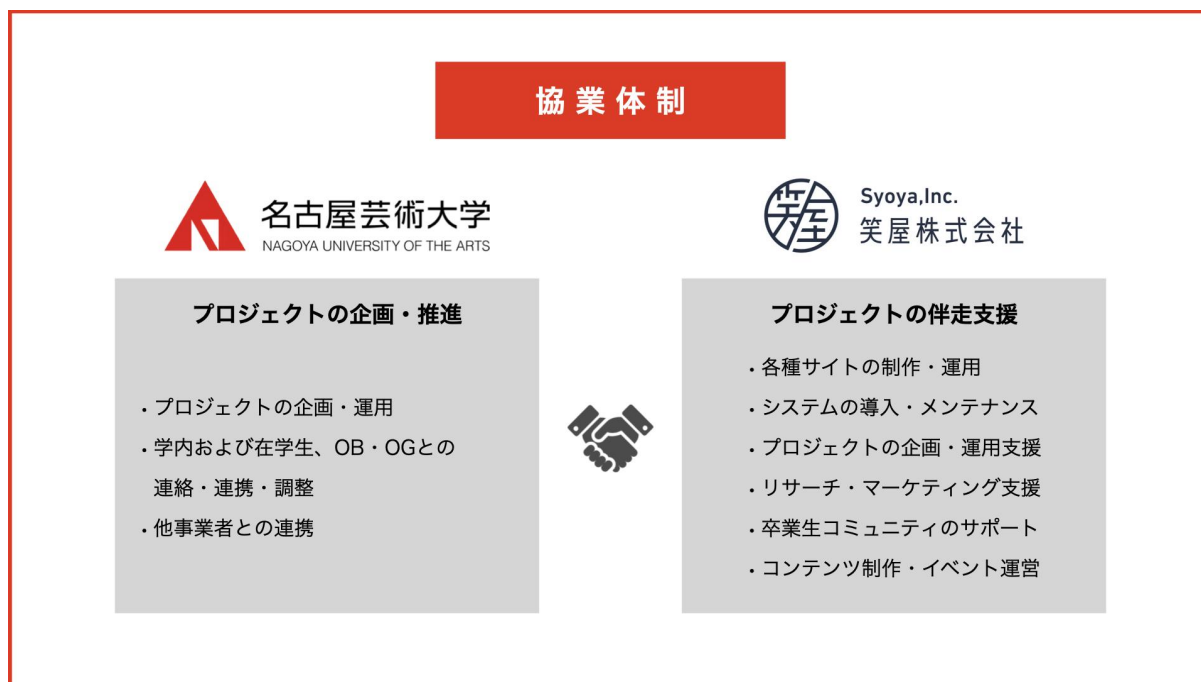 協業体制
名古屋芸術大学
NAGOYA UNIVERSITY OF THE ARTS
プロジェクトの企画・推進
・プロジェクトの企画・運用
・学内および在学生、OB・OGとの
連絡・連携・調整
・他事業者との連携
笑屋
Syoya,Inc.
笑屋株式会社
プロジェクトの伴走支援
・各種サイトの制作・運用
・システムの導入・メンテナンス
・プロジェクトの企画・運用支援
・リサーチ・マーケティング支援
・卒業生コミュニティのサポート
・コンテンツ制作・イベント運営